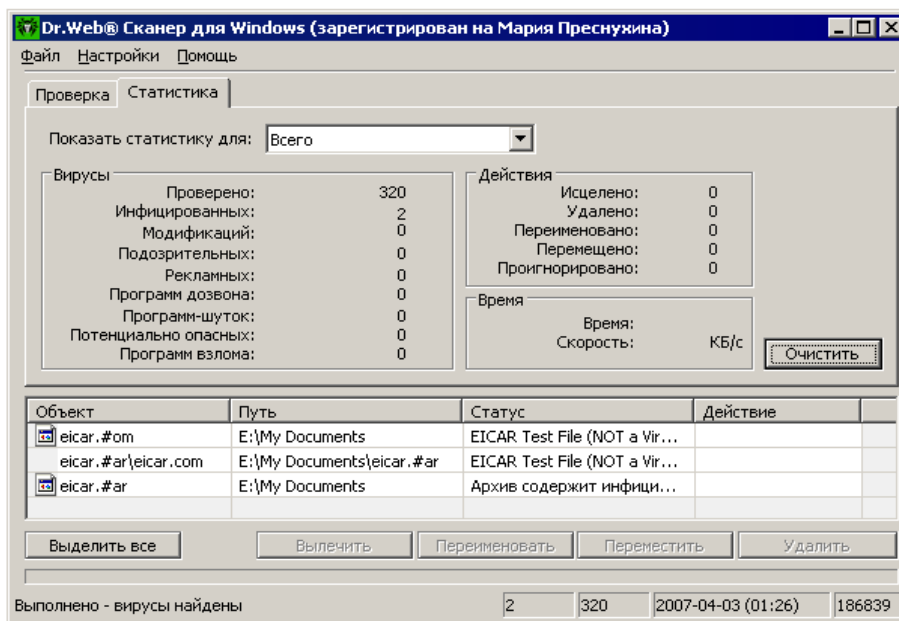 Dr.Web® Сканер для Windows (зарегистрирован на Мария Преснухина)
Файл Настройки Помощь
Проверка Статистика
Показать статистику для: Всего
Вирусы
Проверено: 320
Инфицированных: 2
Модификаций: 0
Подозрительных: 0
Рекламных: 0
Программ дозвона: 0
Программ-шуток: 0
Потенциально опасных: 0
Программ взлома: 0
Действия
Исцелено: 0
Удалено: 0
Переименовано: 0
Перемещено: 0
Проигнорировано: 0
Время
Время:
Скорость: КБ/с
Очистить
Объект Путь Статус Действие
eicar.#om E:\My Documents EICAR Test File (NOT a Vir...
eicar.#ar\eicar.com E:\My Documents\eicar.#ar EICAR Test File (NOT a Vir...
eicar.#ar E:\My Documents Архив содержит инфици...
Выделить все Вылечить Переименовать Переместить Удалить
Выполнено - вирусы найдены 2 320 2007-04-03 (01:26) 186839